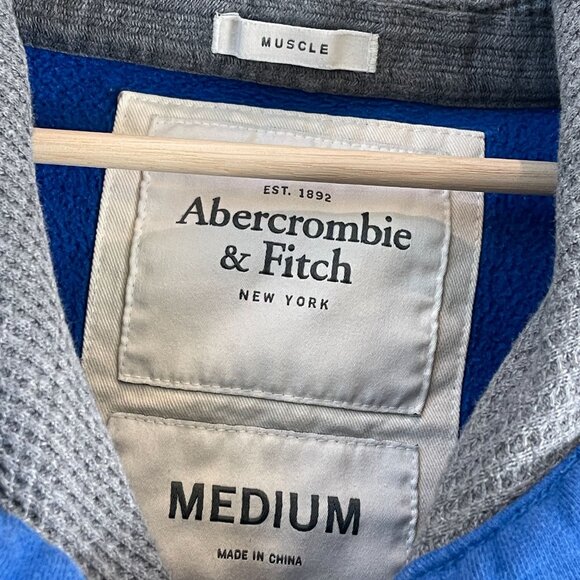 MUSCLE
EST. 1892
Abercrombie
& Fitch
NEW YORK
MEDIUM
MADE IN CHINA